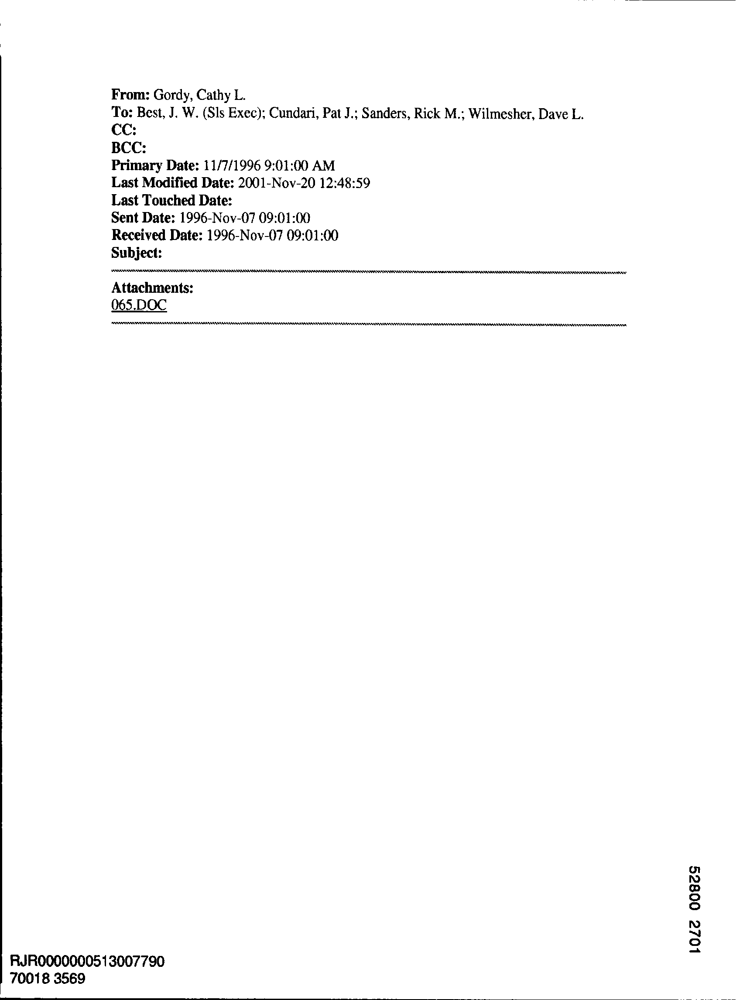 From: Gordy, Cathy L.
To: Best, J. W. (Sls Exec); Cundari, Pat J.; Sanders, Rick M.; Wilmesher, Dave L.
CC:
BCC:
Primary Date: 11/7/1996 9:01:00 AM
Last Modified Date: 2001-Nov-20 12:48:59
Last Touched Date:
Sent Date: 1996-Nov-07 09:01:00
Received Date: 1996-Nov-07 09:01:00
Subject:
Attachments:
065.DOC
52800 2701
RJR0000000513007790
70018 3569